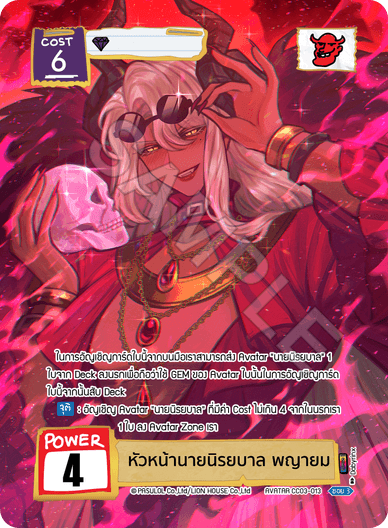 COST
6
ในการอัญเชิญการ์ดใบนี้จากบนมือเราสามารถส่ง Avatar "นายนิรยบาล" 1
ใบจาก Deck ลงนรกเพื่อถือว่าใช้ GEM ของ Avatar ใบนั้นในการอัญเชิญการ์ด
ใบนี้จากนั้นสับ Deck
จุติ : อัญเชิญ Avatar "นายนิรยบาล" ที่มีค่า Cost ไม่เกิน 4 จากในนรกเรา
1 ใบ ลง Avatar Zone เรา
POWER
4
หัวหน้านายนิรยบาล พญายม
© PASULOL Co.,Ltd/LION HOUSE Co.,Ltd
AVATAR CC03-013
SAMPLE